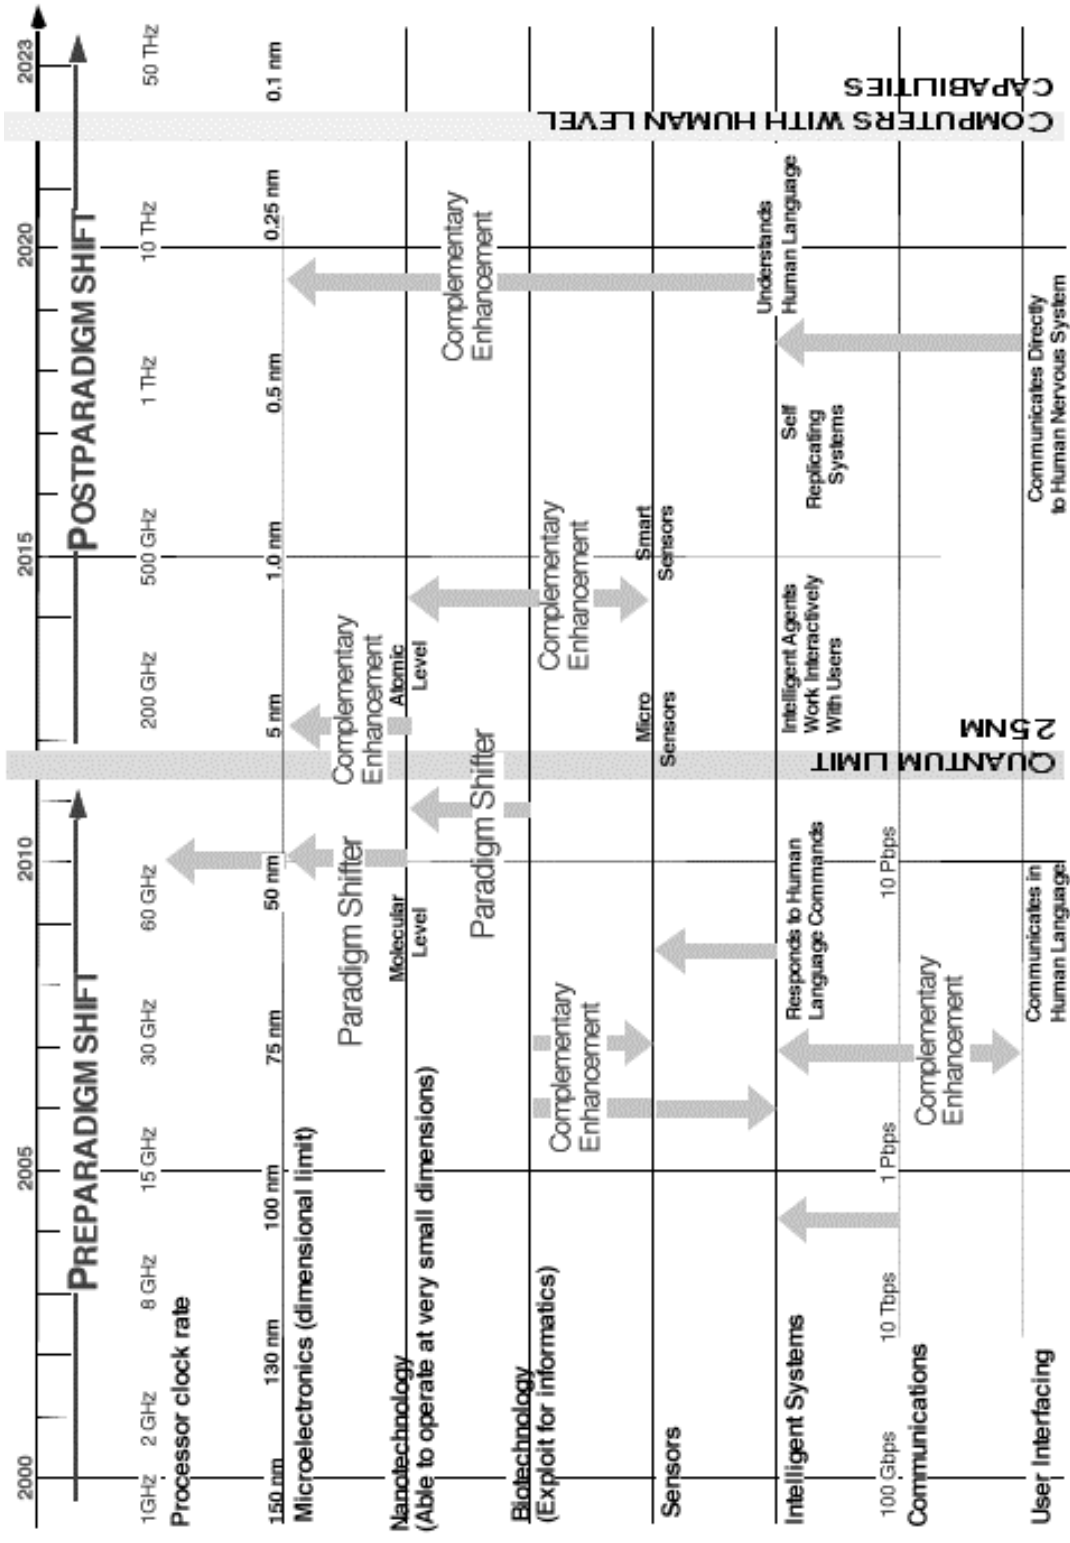 2000
2005
2010
2015
2020
2023
PREPARADIGM SHIFT
POSTPARADIGM SHIFT
1GHz
2 GHz
8 GHz
15 GHz
30 GHz
60 GHz
200 GHz
500 GHz
1 THz
10 THz
50 THz
Processor clock rate
150 nm
130 nm
100 nm
75 nm
50 nm
5 nm
1.0 nm
0.5 nm
0.25 nm
0.1 nm
Microelectronics (dimensional limit)
Paradigm Shifter
Complementary
Enhancement
Nanotechnology
(Able to operate at very small dimensions)
Molecular
Level
Atomic
Level
Paradigm Shifter
Complementary
Enhancement
Biotechnology
(Exploit for informatics)
Complementary
Enhancement
Complementary
Enhancement
Sensors
Micro
Sensors
Smart
Sensors
Intelligent Systems
Responds to Human
Language Commands
Intelligent Agents
Work Interactively
With Users
Self
Replicating
Systems
Understands
Human Language
100 Gbps
10 Tbps
1 Pbps
10 Pbps
Communications
Complementary
Enhancement
User Interfacing
Communicates in
Human Language
Communicates Directly
to Human Nervous System
QUANTUM LIMIT
25NM
COMPUTERS WITH HUMAN LEVEL
CAPABILITIES